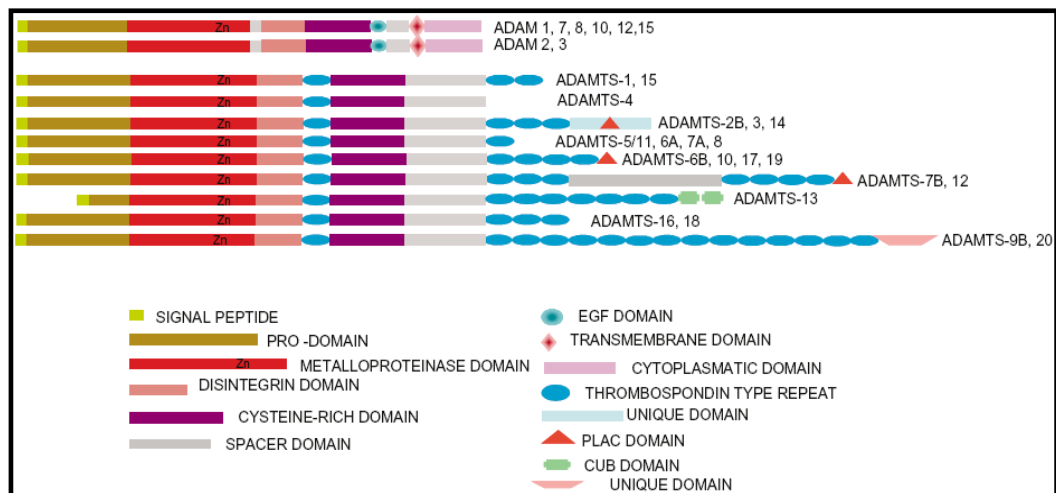 Zn ADAM 1, 7, 8, 10, 12,15
ADAM 2, 3
Zn ADAMTS-1, 15
Zn ADAMTS-4
Zn ADAMTS-2B, 3, 14
Zn ADAMTS-5/11, 6A, 7A, 8
Zn ADAMTS-6B, 10, 17, 19
Zn ADAMTS-7B, 12
Zn ADAMTS-13
Zn ADAMTS-16, 18
Zn ADAMTS-9B, 20
SIGNAL PEPTIDE
PRO -DOMAIN
Zn METALLOPROTEINASE DOMAIN
DISINTEGRIN DOMAIN
CYSTEINE-RICH DOMAIN
SPACER DOMAIN
EGF DOMAIN
TRANSMEMBRANE DOMAIN
CYTOPLASMATIC DOMAIN
THROMBOSPONDIN TYPE REPEAT
UNIQUE DOMAIN
PLAC DOMAIN
CUB DOMAIN
UNIQUE DOMAIN